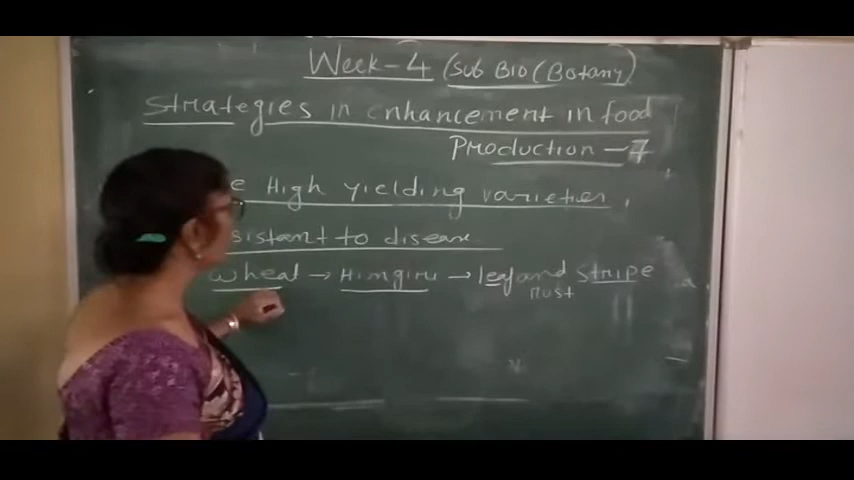 Week-4 (Sub Bio (Botany)
Strategies in enhancement in food
Production - 7
High yielding varieties
to disease
Wheat → Himgiri → leaf and stripe
rust